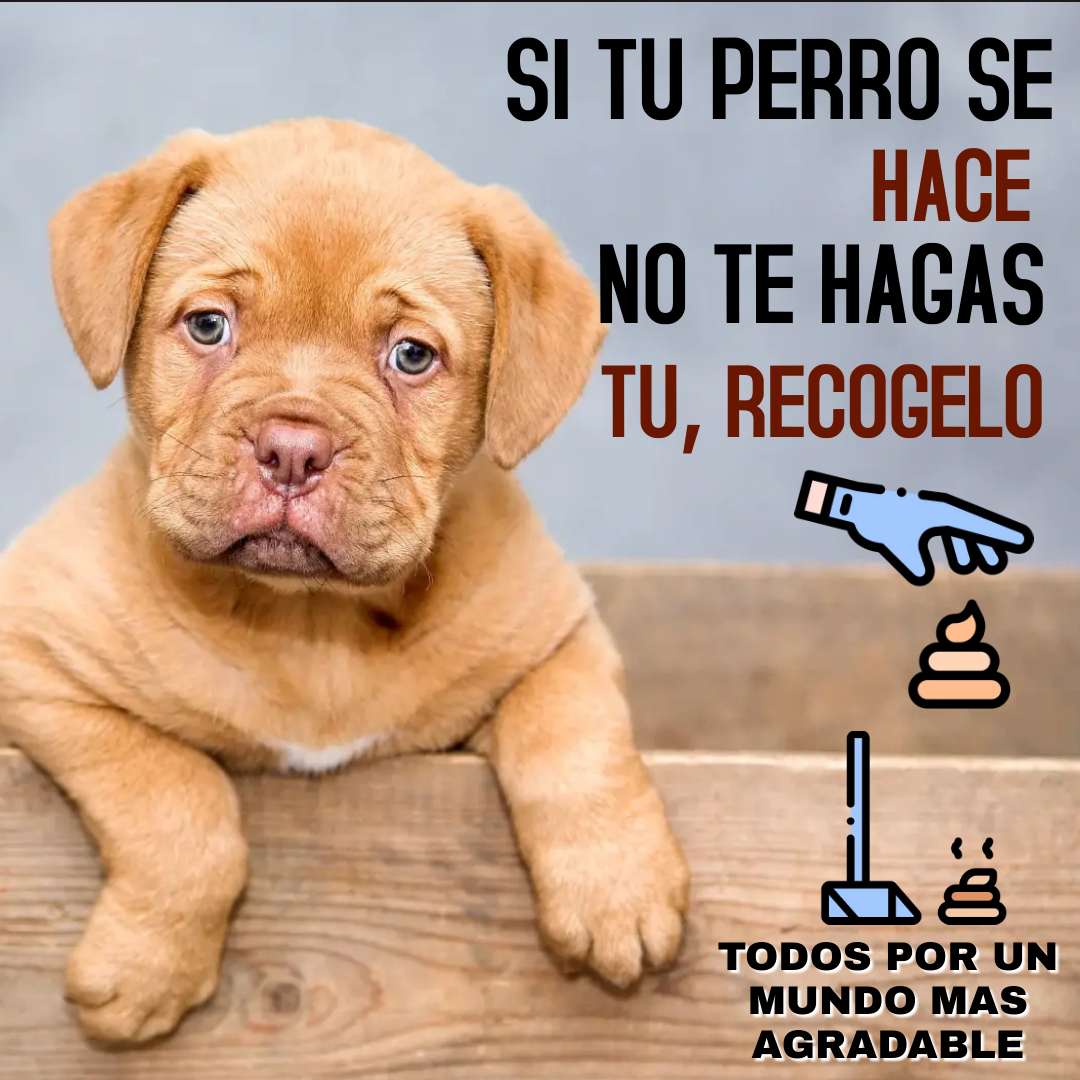 SI TU PERRO SE
HACE
NO TE HAGAS
TU, RECOGELO
TODOS POR UN
MUNDO MAS
AGRADABLE